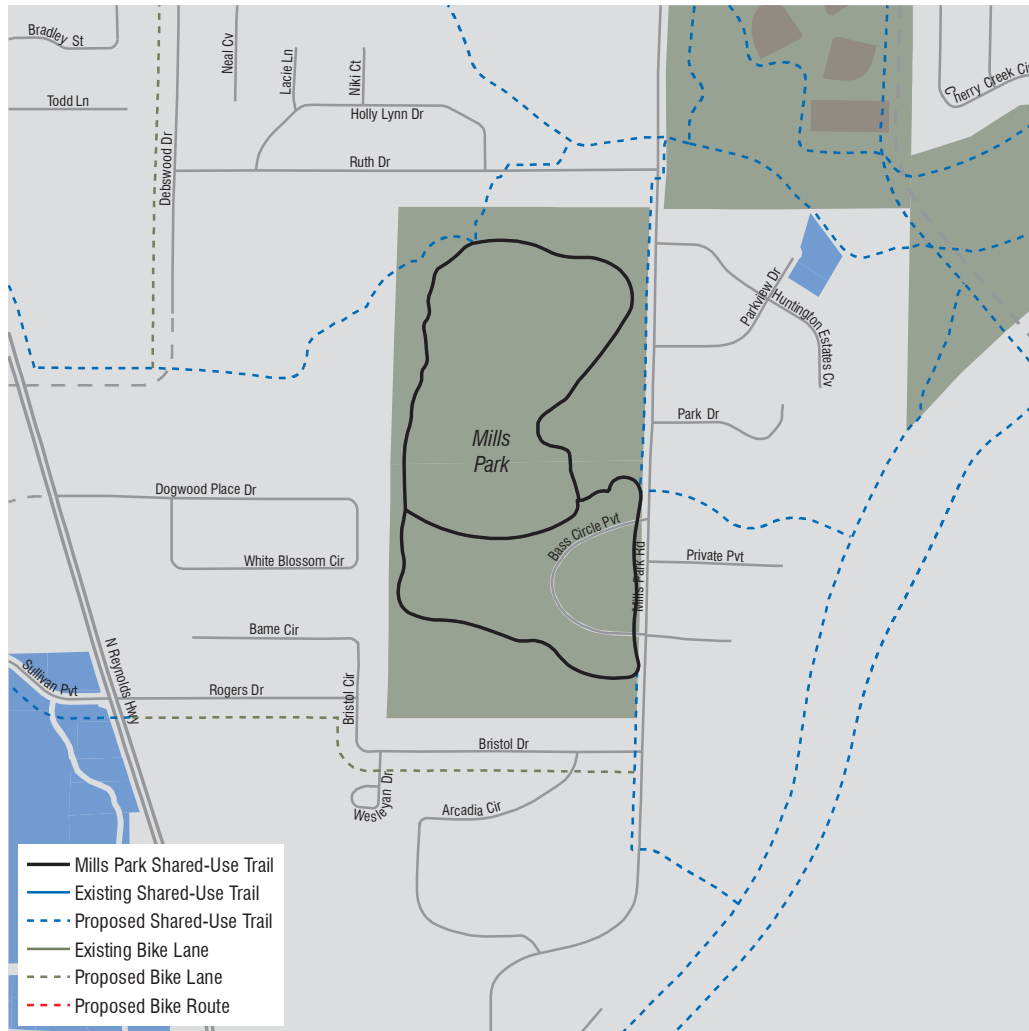 Bradley St
Neal Cv
Lacie Ln
Niki Ct
Cherry Creek Cir
Todd Ln
Holly Lynn Dr
Debswood Dr
Ruth Dr
Parkview Dr
Huntington Estates Cv
Park Dr
Mills
Park
Dogwood Place Dr
Bass Circle Pvt
Mills Park Rd
Private Pvt
White Blossom Cir
Bame Cir
N Reynolds Hwy
Sullivan Pvt
Rogers Dr
Bristol Cir
Bristol Dr
Wesleyan Dr
Arcadia Cir
Mills Park Shared-Use Trail
Existing Shared-Use Trail
Proposed Shared-Use Trail
Existing Bike Lane
Proposed Bike Lane
Proposed Bike Route